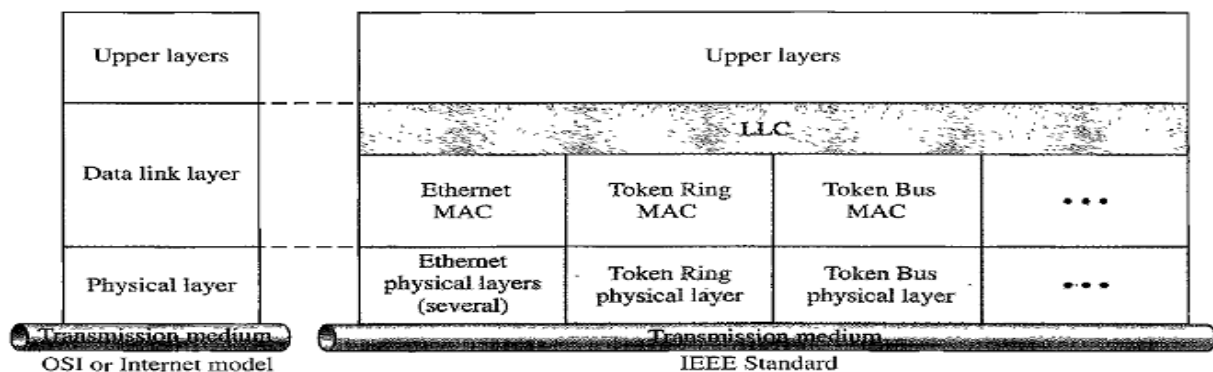 Upper layers
Upper layers
LLC
Data link layer
Ethernet
MAC
Token Ring
MAC
Token Bus
MAC
•••
Physical layer
Ethernet
physical layers
(several)
Token Ring
physical layer
Token Bus
physical layer
•••
Transmission medium
Transmission medium
OSI or Internet model
IEEE Standard